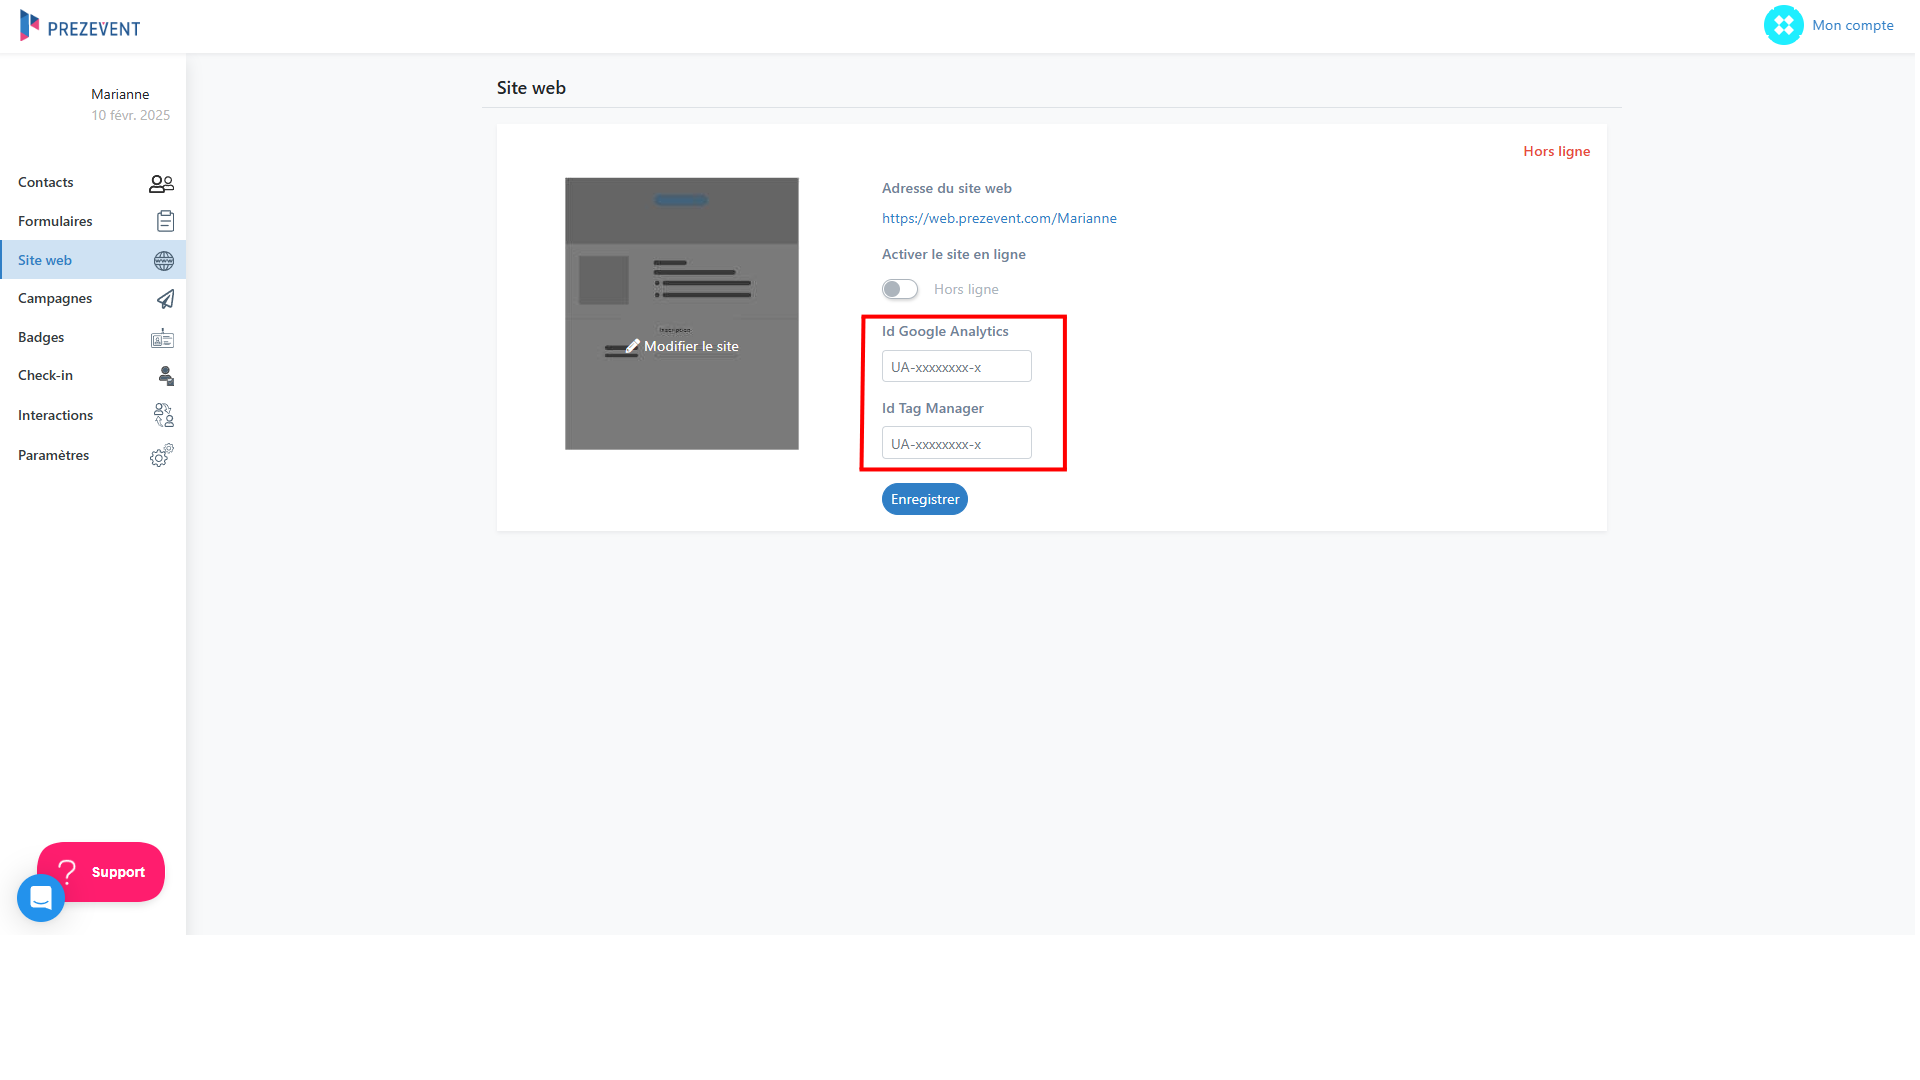 PREZEVENT
Mon compte
Marianne
10 févr. 2025
Contacts
Formulaires
Site web
Campagnes
Badges
Check-in
Interactions
Paramètres
Support
Site web
Hors ligne
Inscription
Modifier le site
Adresse du site web
https://web.prezevent.com/Marianne
Activer le site en ligne
Hors ligne
Id Google Analytics
UA-xxxxxxxx-x
Id Tag Manager
UA-xxxxxxxx-x
Enregistrer